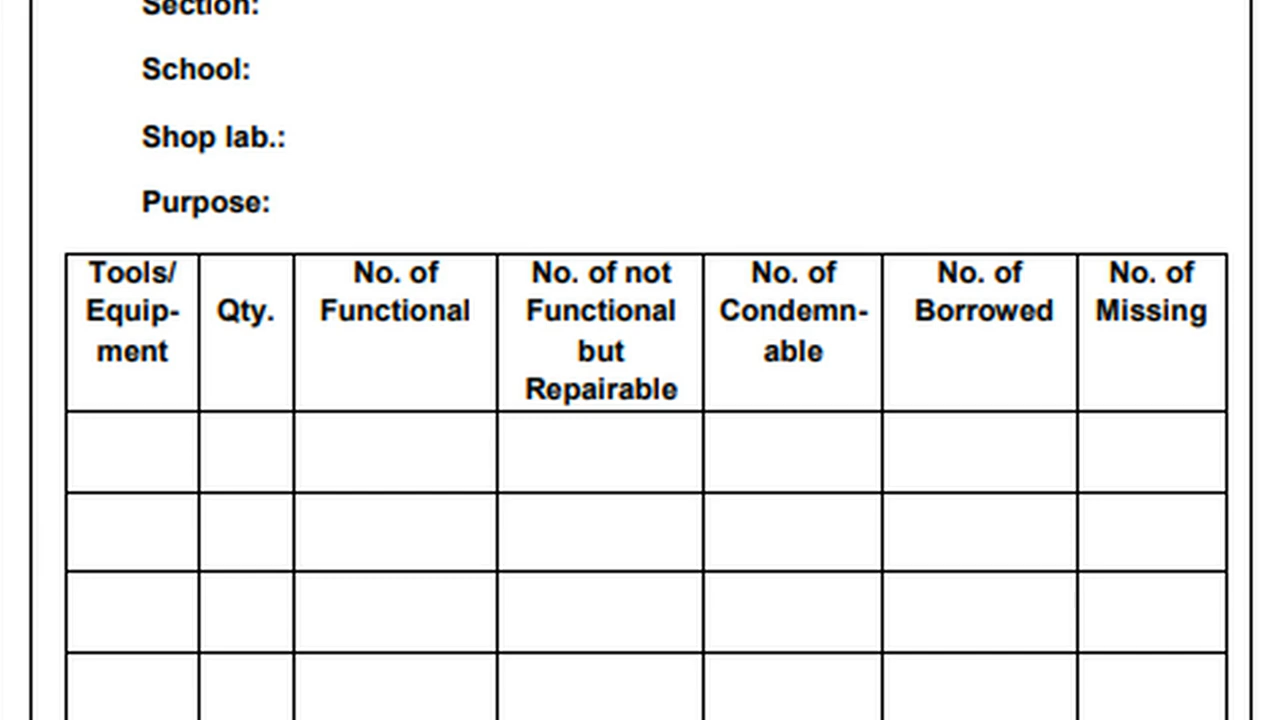 Section:
School:
Shop lab.:
Purpose:
Tools/
Equip-
ment
Qty.
No. of
Functional
No. of not
Functional
but
Repairable
No. of
Condemn-
able
No. of
Borrowed
No. of
Missing